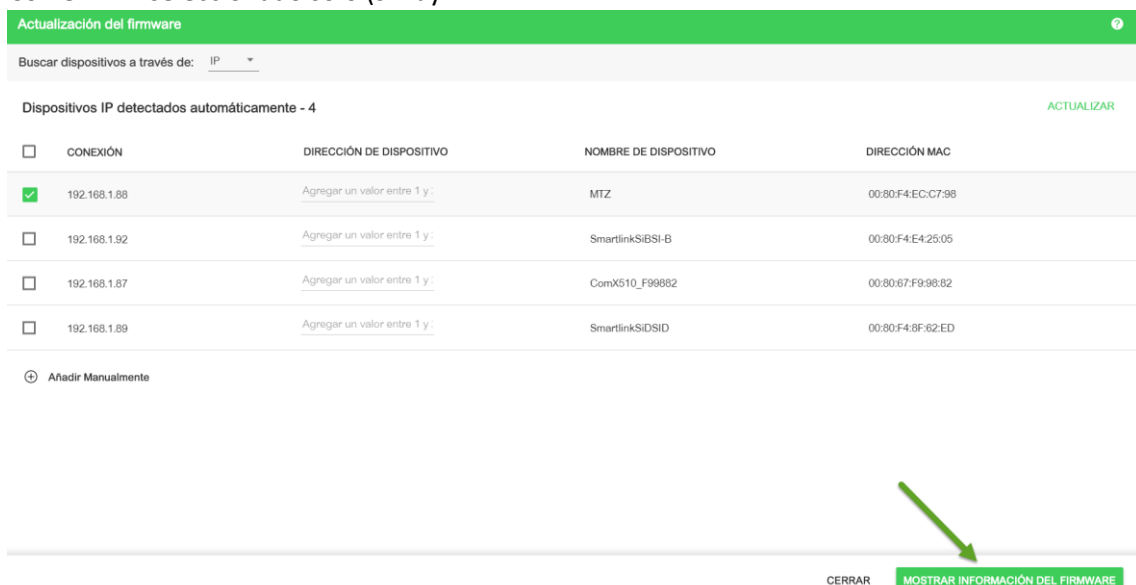 Actualización del firmware
Buscar dispositivos a través de: IP
Dispositivos IP detectados automáticamente - 4 ACTUALIZAR
CONEXIÓN DIRECCIÓN DE DISPOSITIVO NOMBRE DE DISPOSITIVO DIRECCIÓN MAC
192.168.1.88 Agregar un valor entre 1 y MTZ 00:80:F4:EC:C7:98
192.168.1.92 Agregar un valor entre 1 y SmartlinkSiBSI-B 00:80:F4:E4:25:05
192.168.1.87 Agregar un valor entre 1 y ComX510_F99882 00:80:67:F9:98:82
192.168.1.89 Agregar un valor entre 1 y SmartlinkSiDSID 00:80:F4:8F:62:ED
Añadir Manualmente
CERRAR MOSTRAR INFORMACIÓN DEL FIRMWARE